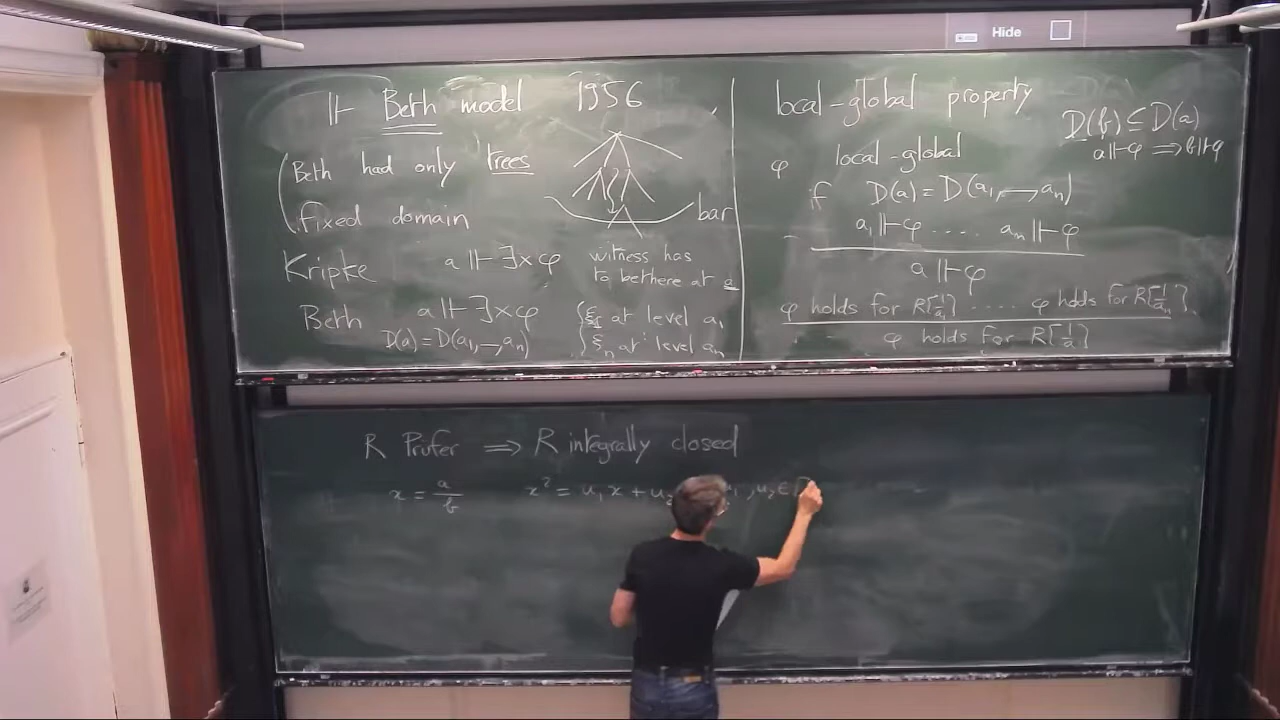 Hide
⊩ Beth model 1956
Beth had only trees
fixed domain
bar
Kripke a ⊩ ∃x φ witness has to be there at a
Beth a ⊩ ∃x φ
D(a) = D(a₁, —, aₙ)
ξ₁ at level a₁
ξₙ at level aₙ
local-global property
D(b) ⊆ D(a)
a ⊩ φ ⟹ b ⊩ φ
φ local-global
if D(a) = D(a₁, —, aₙ)
a₁ ⊩ φ .... aₙ ⊩ φ
a ⊩ φ
φ holds for R[1/a₁] ..... φ holds for R[1/aₙ]
φ holds for R[1/a]
R Prüfer ⟹ R integrally closed
x = a/b x² = u₁x + u₂ , u₂ ∈